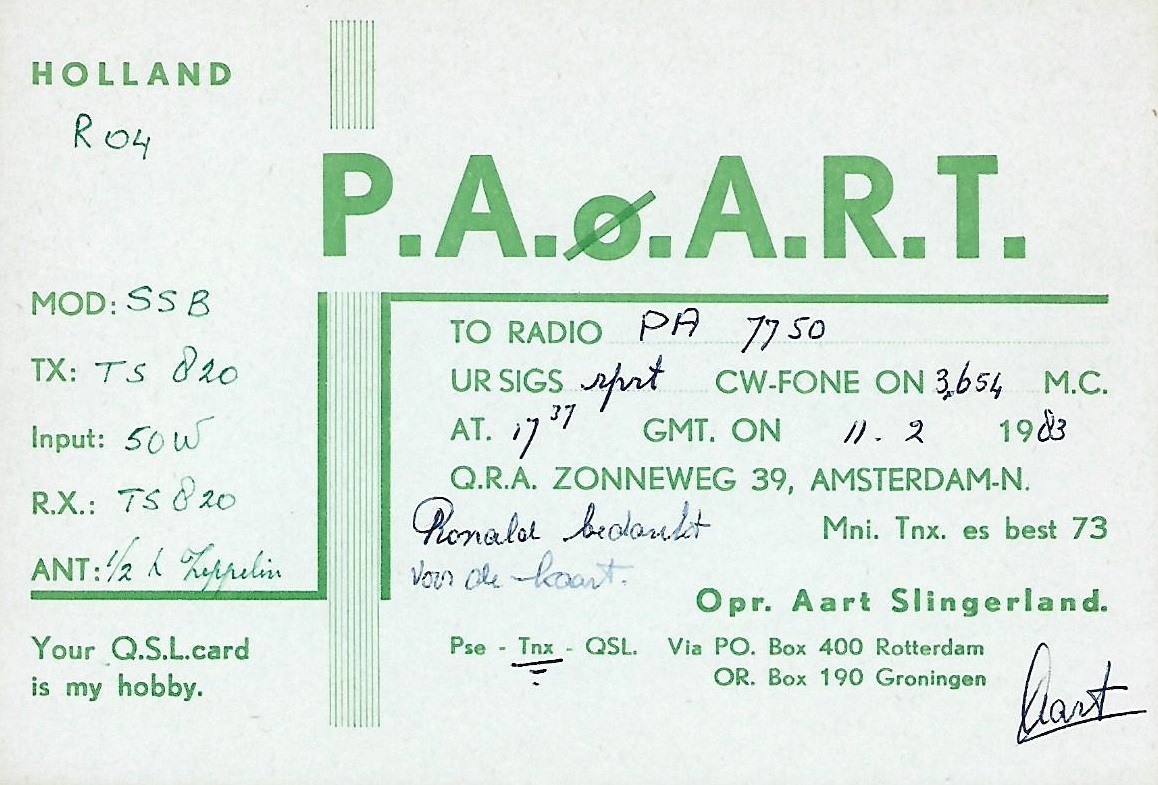 HOLLAND
R 04
P.A.ø.A.R.T.
MOD: SSB
TX: TS 820
Input: 50W
R.X.: TS 820
ANT: 1/2 λ Zeppelin
Your Q.S.L.card
is my hobby.
TO RADIO PA 7750
UR SIGS rprt CW-FONE ON 3,654 M.C.
AT. 17 37 GMT. ON 11. 2 1983
Q.R.A. ZONNEWEG 39, AMSTERDAM-N.
Ronald bedankt
voor de kaart.
Mni. Tnx. es best 73
Opr. Aart Slingerland.
Pse - Tnx - QSL. Via PO. Box 400 Rotterdam
OR. Box 190 Groningen
Aart